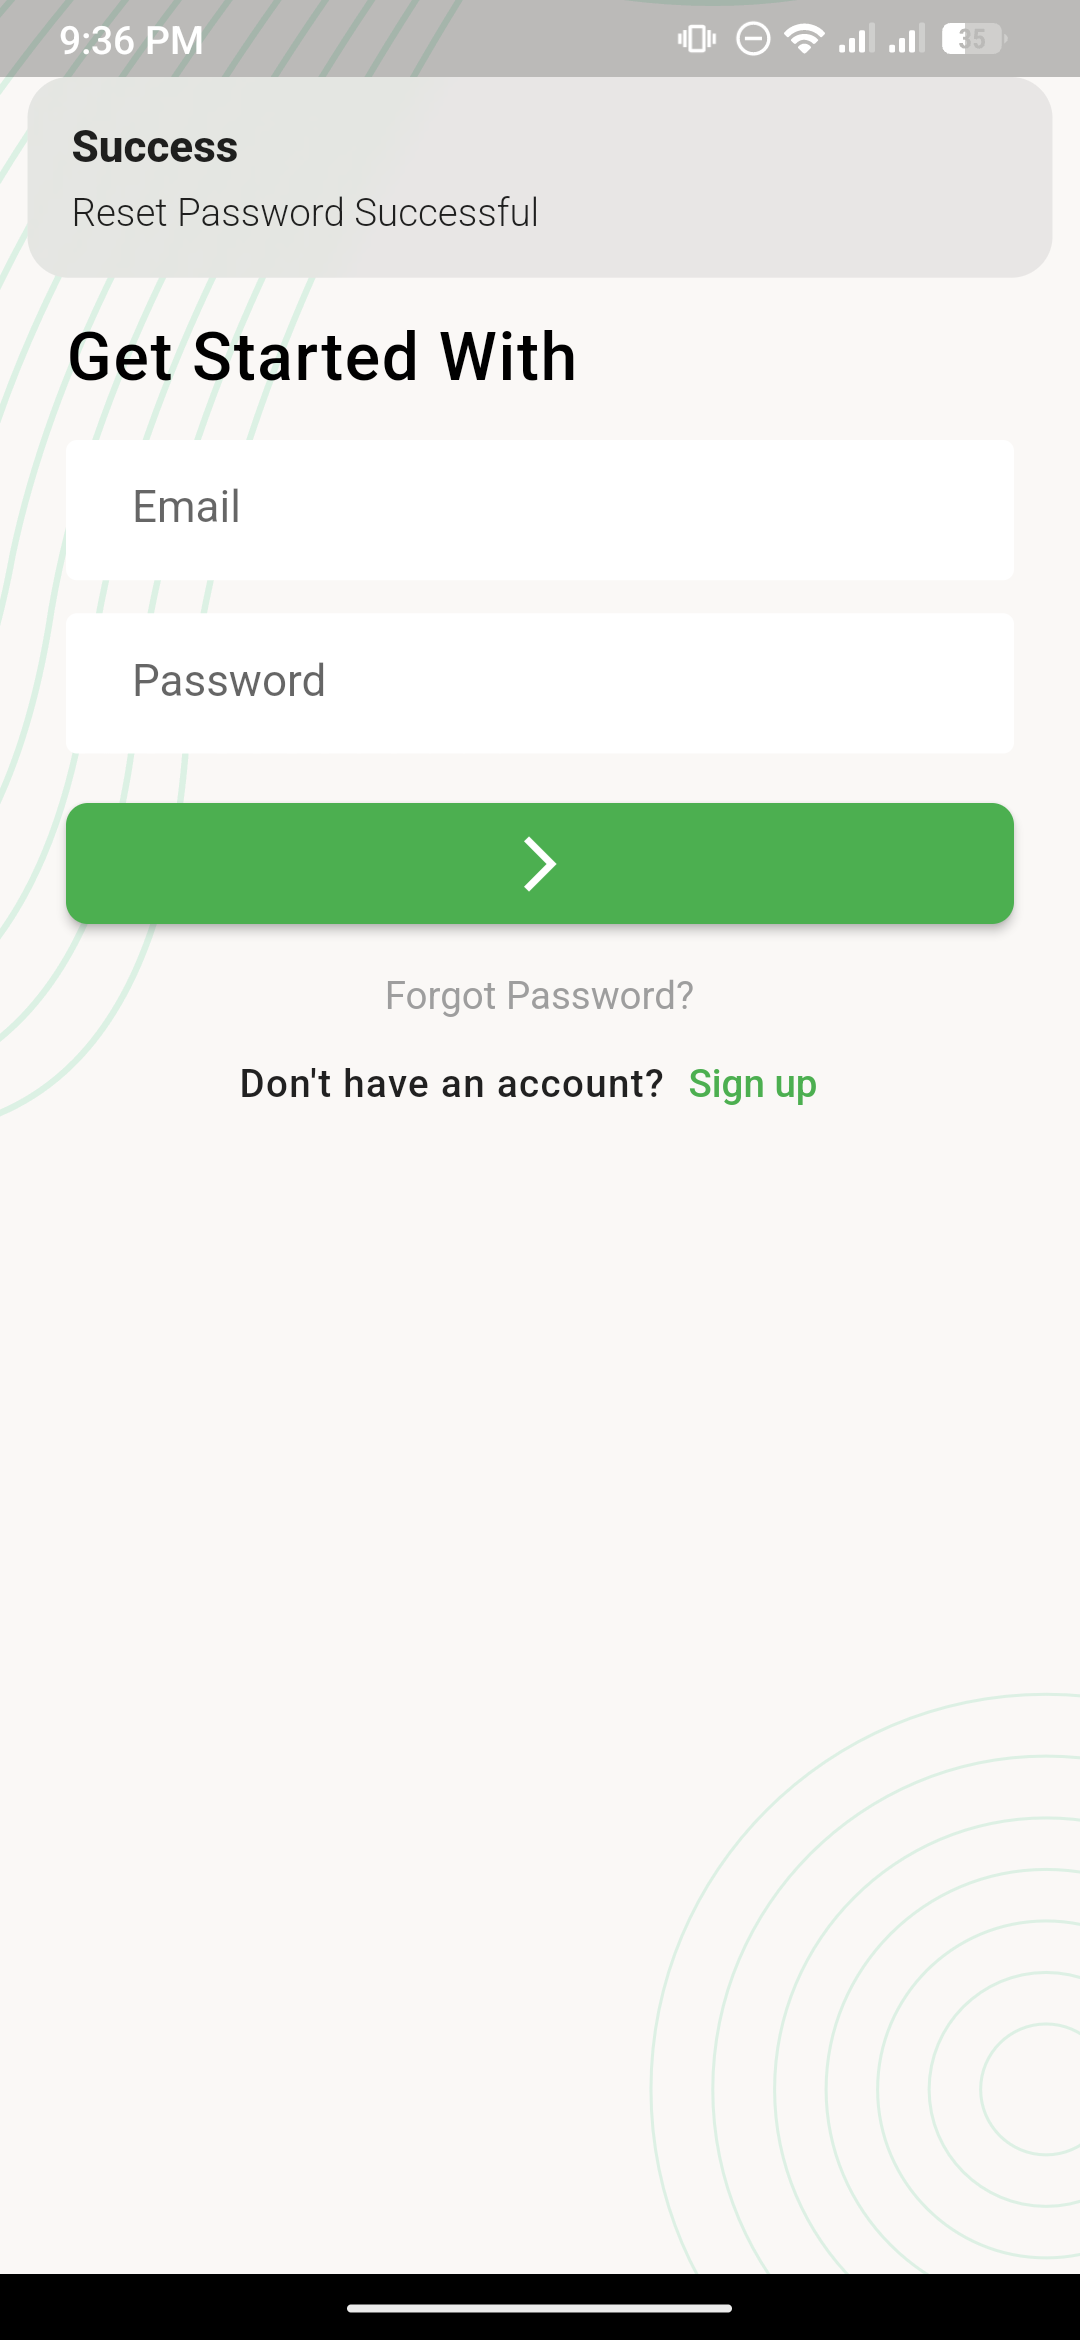 9:36 PM
35
Success
Reset Password Successful
Get Started With
Email
Password
Forgot Password?
Don't have an account? Sign up